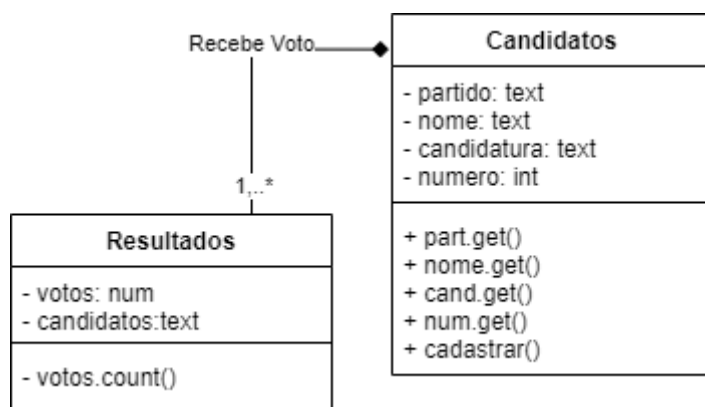 Recebe Voto
1,..*
Candidatos
- partido: text
- nome: text
- candidatura: text
- numero: int
+ part.get()
+ nome.get()
+ cand.get()
+ num.get()
+ cadastrar()
Resultados
- votos: num
- candidatos:text
- votos.count()